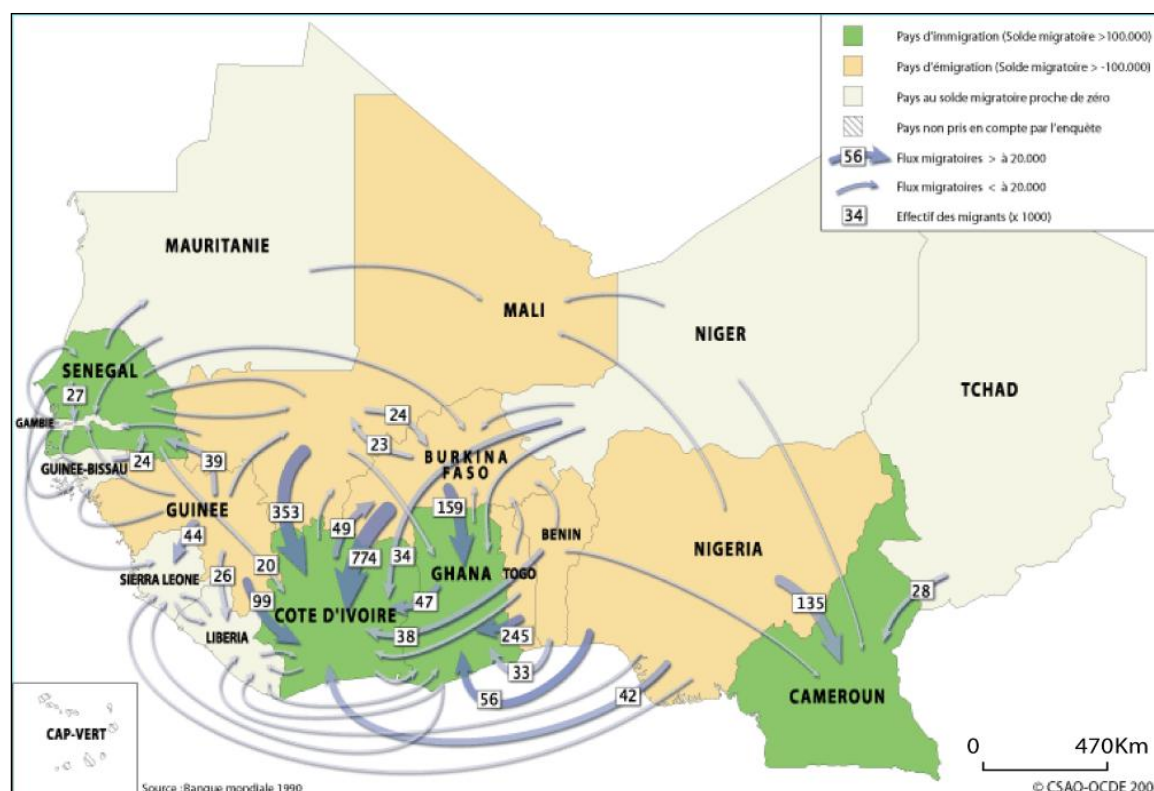 Pays d'immigration (Solde migratoire >100.000)
Pays d'émigration (Solde migratoire > -100.000)
Pays au solde migratoire proche de zéro
Pays non pris en compte par l'enquête
56
Flux migratoires > à 20.000
Flux migratoires < à 20.000
34
Effectif des migrants (x 1000)
MAURITANIE
MALI
NIGER
TCHAD
SENEGAL
27
GAMBIE
24
23
BURKINA
FASO
GUINEE-BISSAU
24
39
GUINEE
353
49
774
34
159
GHANA
BENIN
TOGO
NIGERIA
44
SIERRA LEONE
26
20
99
COTE D'IVOIRE
47
38
245
33
56
42
135
28
LIBERIA
CAMEROUN
CAP-VERT
0
470Km
Source : Banque mondiale 1990
© CSAO-OCDE 200